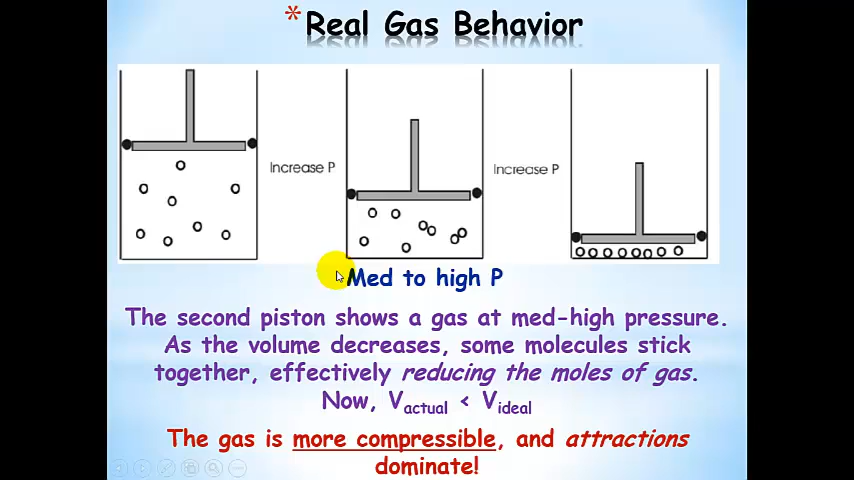 * Real Gas Behavior
Increase P
Increase P
Med to high P
The second piston shows a gas at med-high pressure.
As the volume decreases, some molecules stick
together, effectively reducing the moles of gas.
Now, Vactual < Videal
The gas is more compressible, and attractions
dominate!